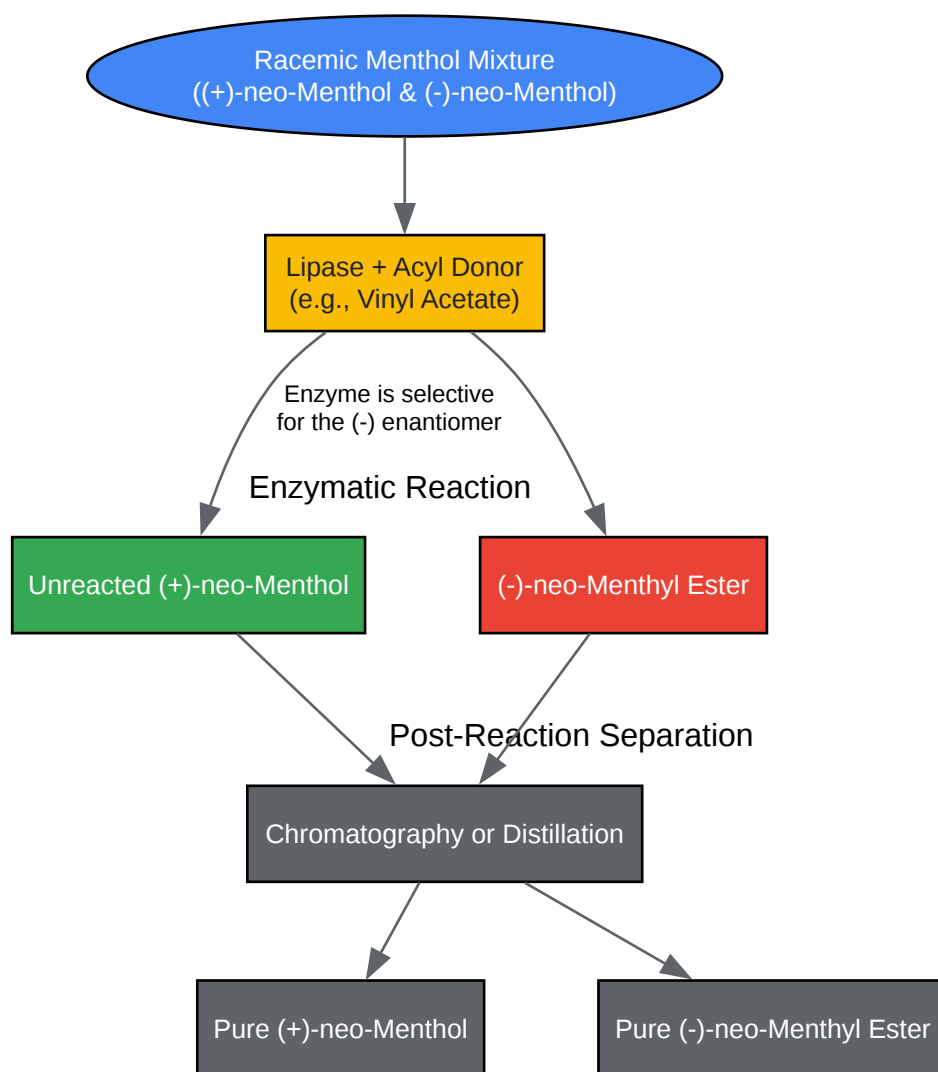 Racemic Menthol Mixture
((+)-neo-Menthol & (-)-neo-Menthol)
Lipase + Acyl Donor
(e.g., Vinyl Acetate)
Enzyme is selective
for the (-) enantiomer
Enzymatic Reaction
Unreacted (+)-neo-Menthol
(-)-neo-Menthyl Ester
Post-Reaction Separation
Chromatography or Distillation
Pure (+)-neo-Menthol
Pure (-)-neo-Menthyl Ester